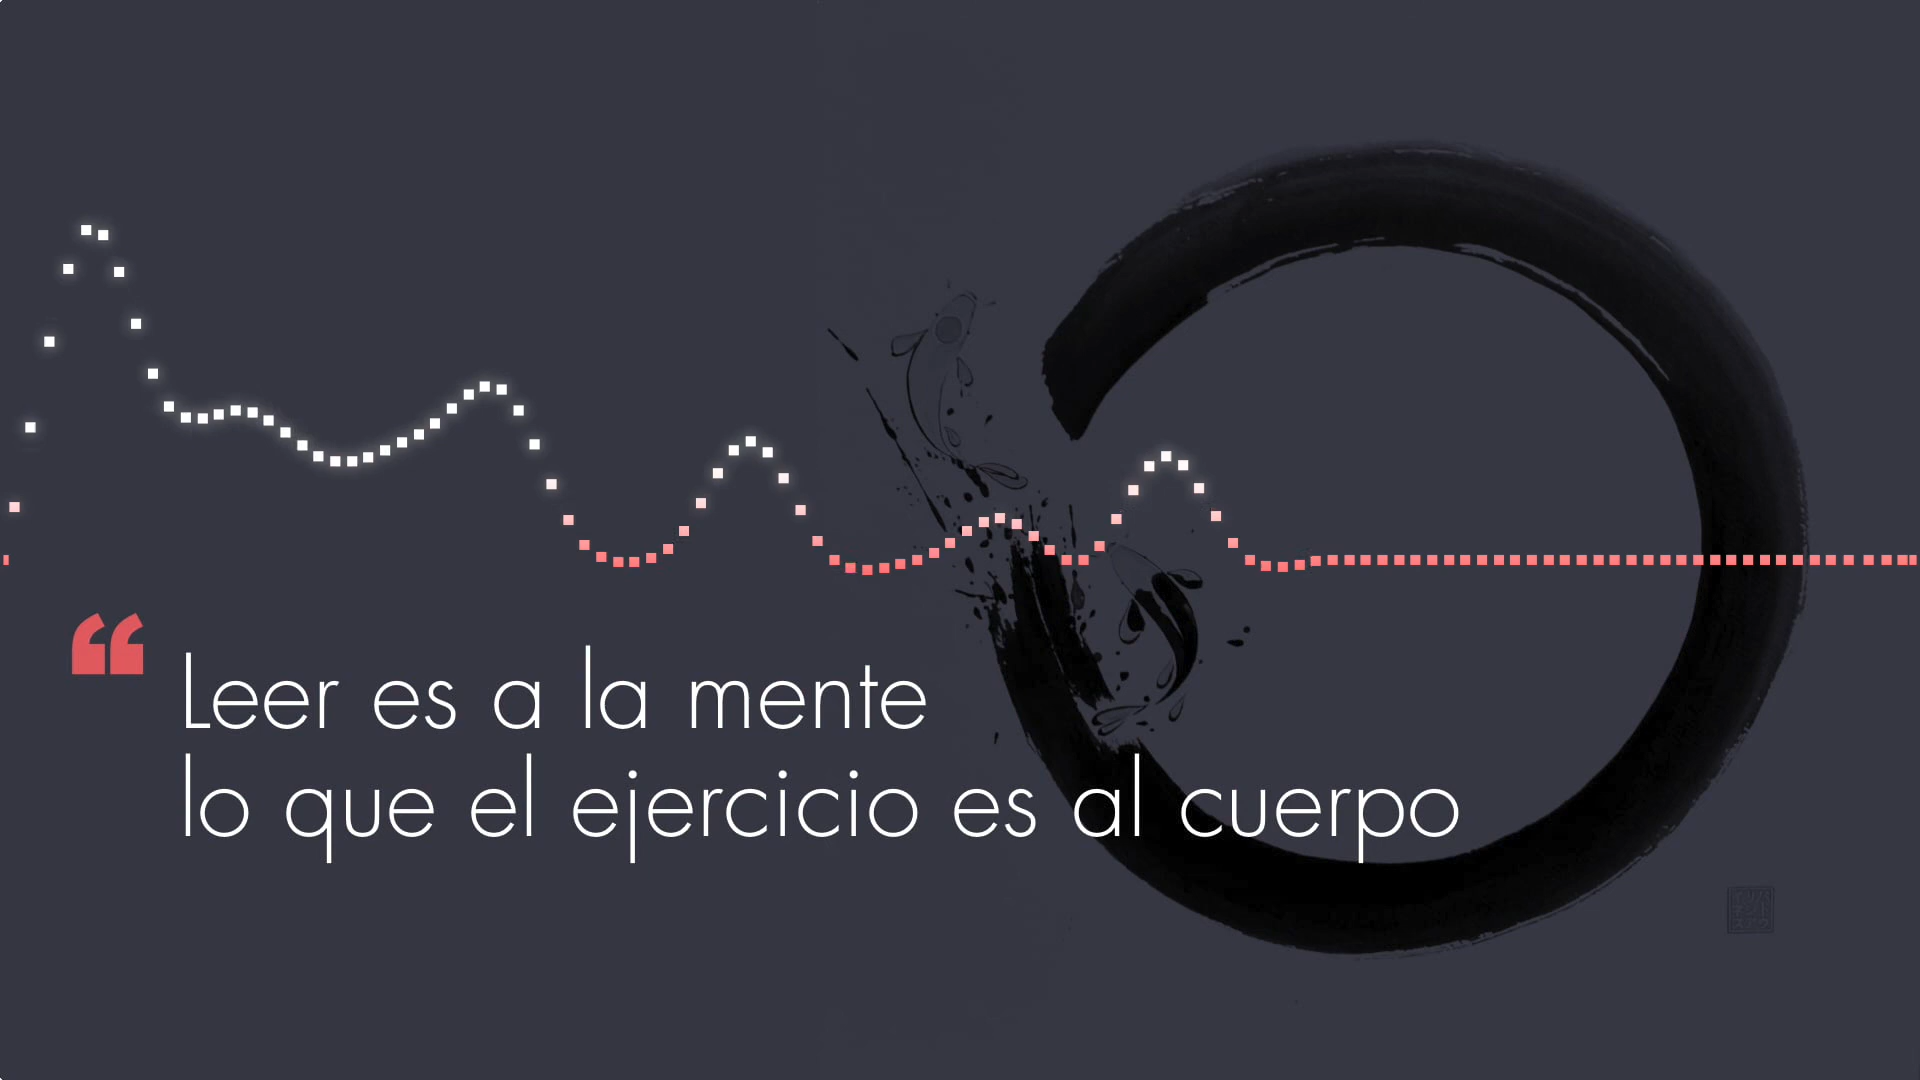 “ Leer es a la mente
lo que el ejercicio es al cuerpo